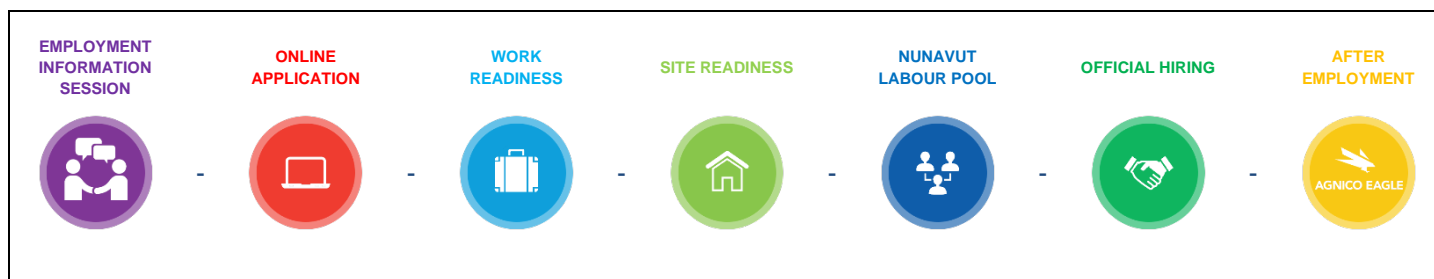 EMPLOYMENT
INFORMATION
SESSION
ONLINE
APPLICATION
WORK
READINESS
SITE READINESS
NUNAVUT
LABOUR POOL
OFFICIAL HIRING
AFTER
EMPLOYMENT
- - - - - -
AGNICO EAGLE